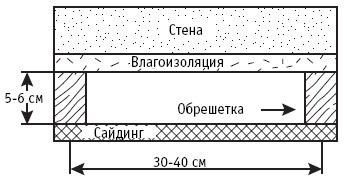 Стена
Влагоизоляция
5-6 см
Обрешетка
Сайдинг
30-40 см